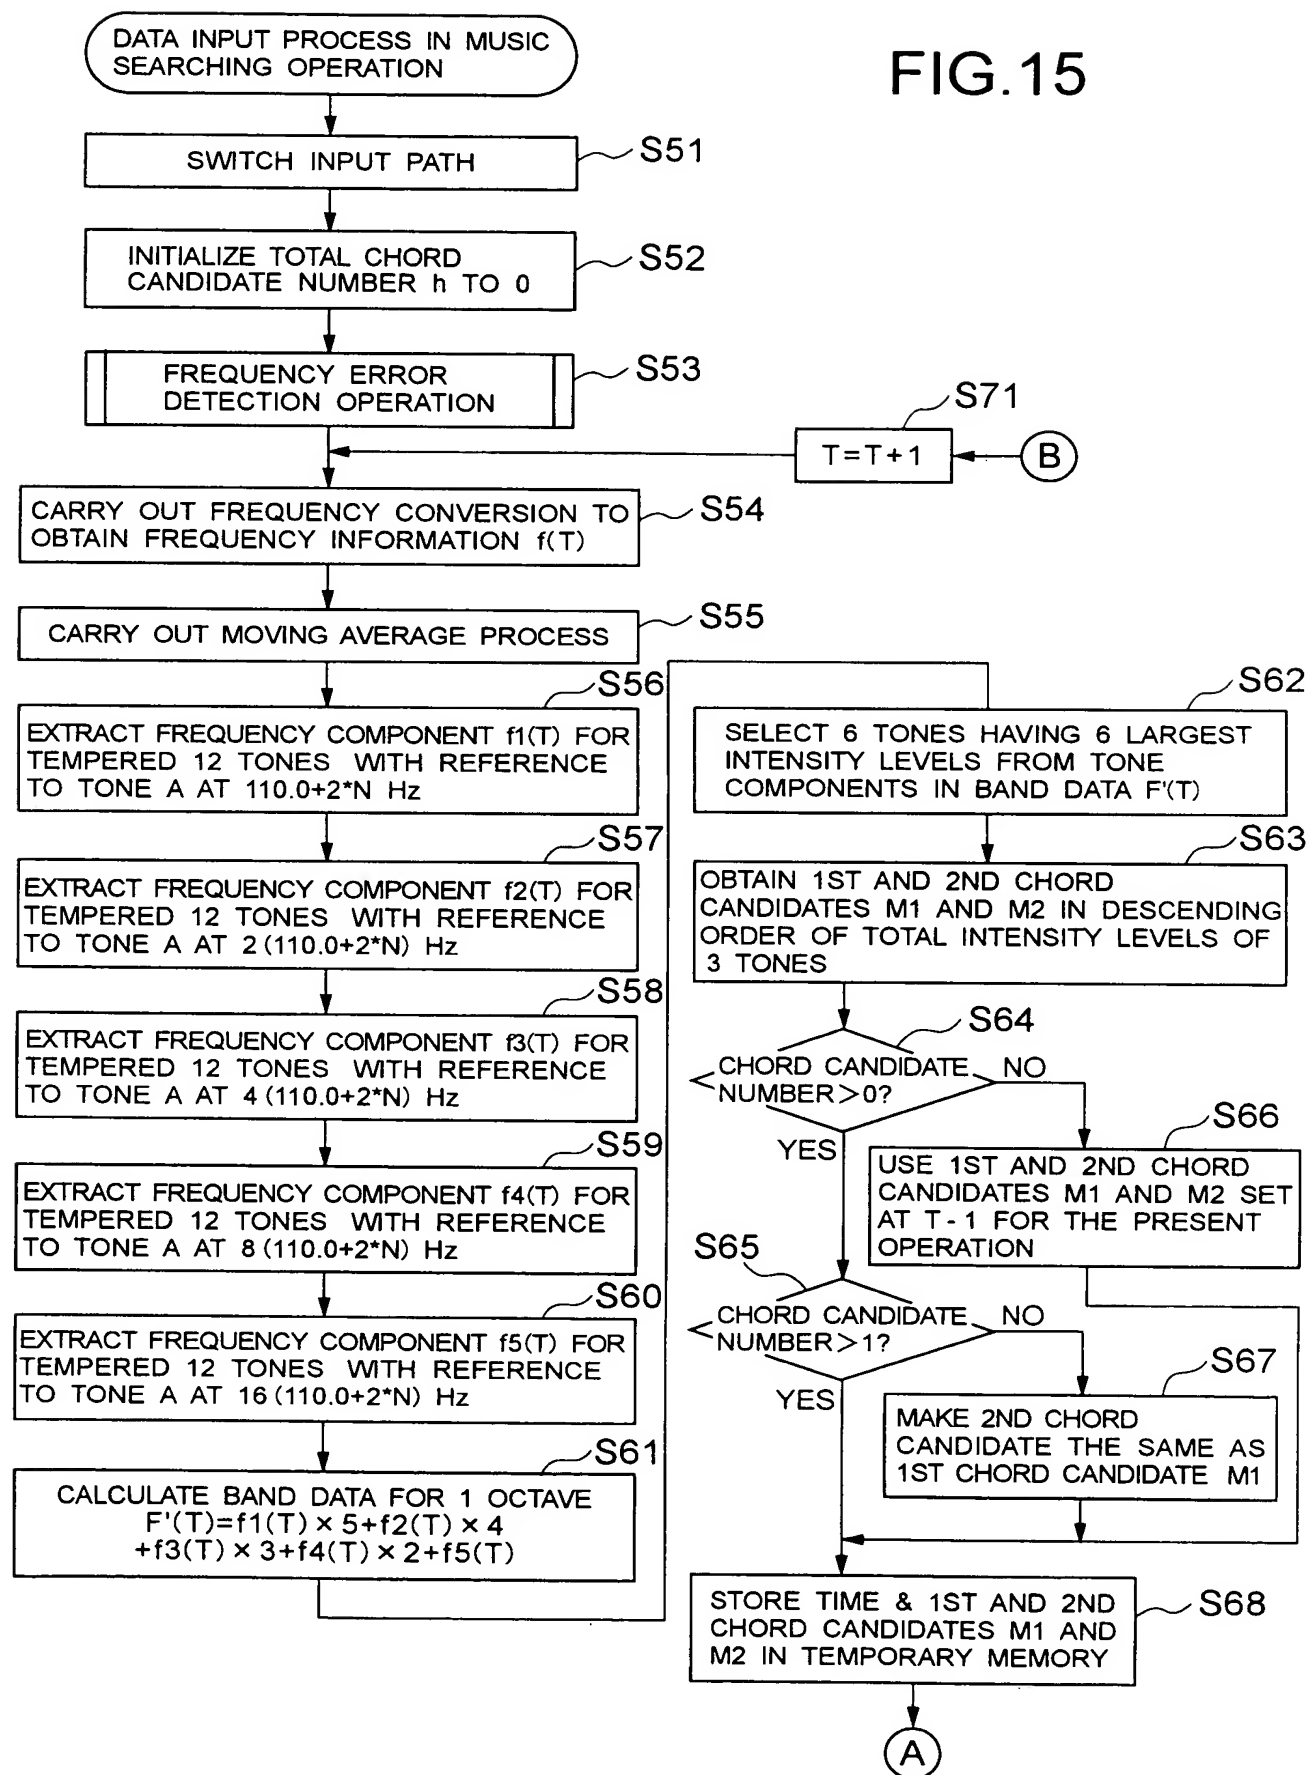 FIG.15
DATA INPUT PROCESS IN MUSIC
SEARCHING OPERATION
SWITCH INPUT PATH
S51
INITIALIZE TOTAL CHORD
CANDIDATE NUMBER h TO 0
S52
FREQUENCY ERROR
DETECTION OPERATION
S53
S71
T=T+1
B
CARRY OUT FREQUENCY CONVERSION TO
OBTAIN FREQUENCY INFORMATION f(T)
S54
CARRY OUT MOVING AVERAGE PROCESS
S55
S56
EXTRACT FREQUENCY COMPONENT f1(T) FOR
TEMPERED 12 TONES WITH REFERENCE
TO TONE A AT 110.0+2*N Hz
S57
EXTRACT FREQUENCY COMPONENT f2(T) FOR
TEMPERED 12 TONES WITH REFERENCE
TO TONE A AT 2(110.0+2*N) Hz
S58
EXTRACT FREQUENCY COMPONENT f3(T) FOR
TEMPERED 12 TONES WITH REFERENCE
TO TONE A AT 4(110.0+2*N) Hz
S59
EXTRACT FREQUENCY COMPONENT f4(T) FOR
TEMPERED 12 TONES WITH REFERENCE
TO TONE A AT 8(110.0+2*N) Hz
S60
EXTRACT FREQUENCY COMPONENT f5(T) FOR
TEMPERED 12 TONES WITH REFERENCE
TO TONE A AT 16(110.0+2*N) Hz
S61
CALCULATE BAND DATA FOR 1 OCTAVE
F'(T)=f1(T)×5+f2(T)×4
+f3(T)×3+f4(T)×2+f5(T)
S62
SELECT 6 TONES HAVING 6 LARGEST
INTENSITY LEVELS FROM TONE
COMPONENTS IN BAND DATA F'(T)
S63
OBTAIN 1ST AND 2ND CHORD
CANDIDATES M1 AND M2 IN DESCENDING
ORDER OF TOTAL INTENSITY LEVELS OF
3 TONES
S64
CHORD CANDIDATE
NUMBER>0?
NO
YES
S66
USE 1ST AND 2ND CHORD
CANDIDATES M1 AND M2 SET
AT T-1 FOR THE PRESENT
OPERATION
S65
CHORD CANDIDATE
NUMBER>1?
NO
YES
S67
MAKE 2ND CHORD
CANDIDATE THE SAME AS
1ST CHORD CANDIDATE M1
STORE TIME & 1ST AND 2ND
CHORD CANDIDATES M1 AND
M2 IN TEMPORARY MEMORY
S68
A